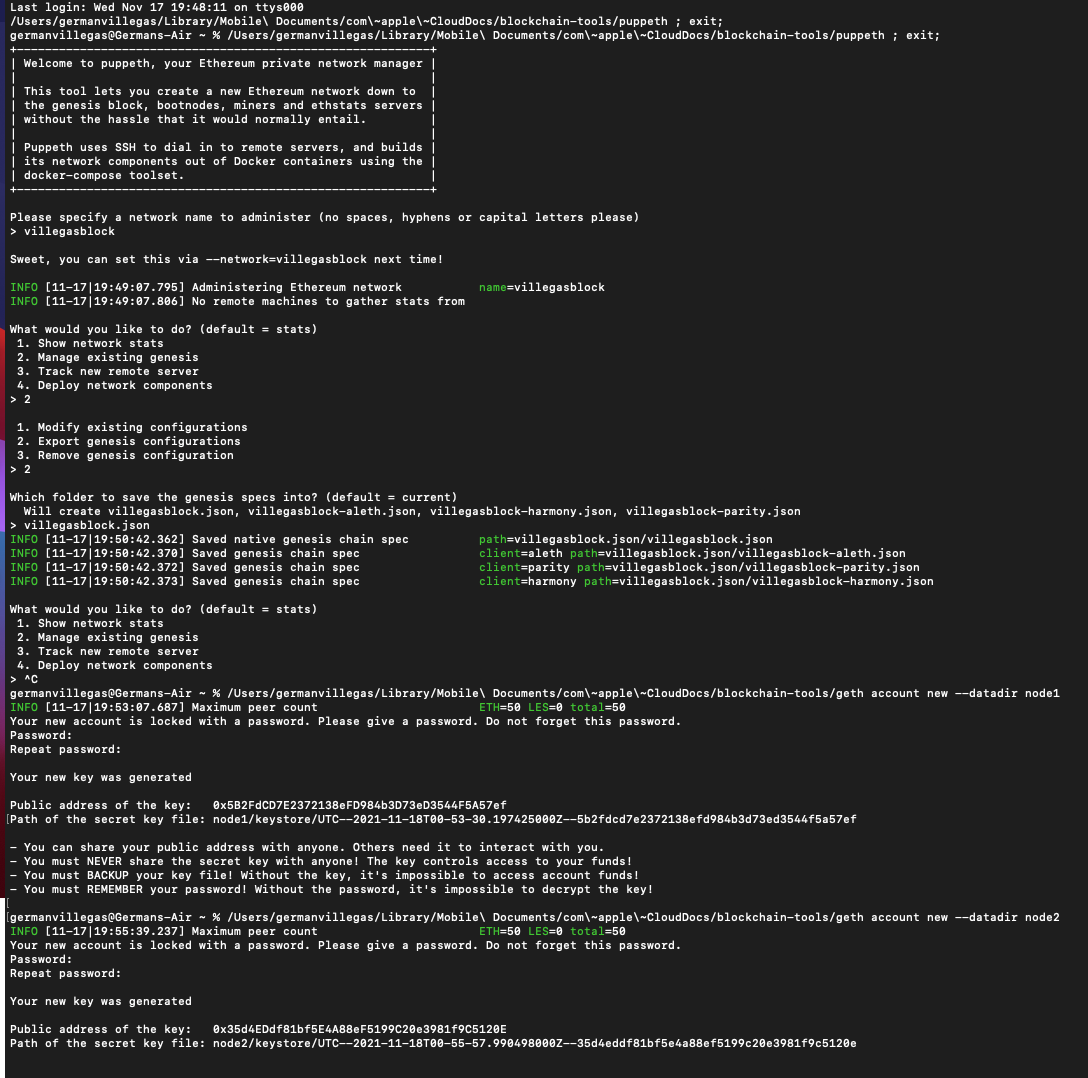 Last login: Wed Nov 17 19:48:11 on ttys000
/Users/germanvillegas/Library/Mobile\ Documents/com\~apple\~CloudDocs/blockchain-tools/puppeth ; exit;
germanvillegas@Germans-Air ~ % /Users/germanvillegas/Library/Mobile\ Documents/com\~apple\~CloudDocs/blockchain-tools/puppeth ; exit;
+-----------------------------------------------------------+
| Welcome to puppeth, your Ethereum private network manager |
|                                                           |
| This tool lets you create a new Ethereum network down to  |
| the genesis block, bootnodes, miners and ethstats servers |
| without the hassle that it would normally entail.         |
|                                                           |
| Puppeth uses SSH to dial in to remote servers, and builds |
| its network components out of Docker containers using the |
| docker-compose toolset.                                   |
+-----------------------------------------------------------+

Please specify a network name to administer (no spaces, hyphens or capital letters please)
> villegasblock

Sweet, you can set this via --network=villegasblock next time!

INFO [11-17|19:49:07.795] Administering Ethereum network           name=villegasblock
INFO [11-17|19:49:07.806] No remote machines to gather stats from

What would you like to do? (default = stats)
 1. Show network stats
 2. Manage existing genesis
 3. Track new remote server
 4. Deploy network components
> 2

 1. Modify existing configurations
 2. Export genesis configurations
 3. Remove genesis configuration
> 2

Which folder to save the genesis specs into? (default = current)
  Will create villegasblock.json, villegasblock-aleth.json, villegasblock-harmony.json, villegasblock-parity.json
> villegasblock.json
INFO [11-17|19:50:42.362] Saved native genesis chain spec          path=villegasblock.json/villegasblock.json
INFO [11-17|19:50:42.370] Saved genesis chain spec                 client=aleth path=villegasblock.json/villegasblock-aleth.json
INFO [11-17|19:50:42.372] Saved genesis chain spec                 client=parity path=villegasblock.json/villegasblock-parity.json
INFO [11-17|19:50:42.373] Saved genesis chain spec                 client=harmony path=villegasblock.json/villegasblock-harmony.json

What would you like to do? (default = stats)
 1. Show network stats
 2. Manage existing genesis
 3. Track new remote server
 4. Deploy network components
> ^C
germanvillegas@Germans-Air ~ % /Users/germanvillegas/Library/Mobile\ Documents/com\~apple\~CloudDocs/blockchain-tools/geth account new --datadir node1
INFO [11-17|19:53:07.687] Maximum peer count                       ETH=50 LES=0 total=50
Your new account is locked with a password. Please give a password. Do not forget this password.
Password:
Repeat password:

Your new key was generated

Public address of the key:   0x5B2FdCD7E2372138eFD984b3D73eD3544F5A57ef
[Path of the secret key file: node1/keystore/UTC--2021-11-18T00-53-30.197425000Z--5b2fdcd7e2372138efd984b3d73ed3544f5a57ef

- You can share your public address with anyone. Others need it to interact with you.
- You must NEVER share the secret key with anyone! The key controls access to your funds!
- You must BACKUP your key file! Without the key, it's impossible to access account funds!
- You must REMEMBER your password! Without the password, it's impossible to decrypt the key!
[
[germanvillegas@Germans-Air ~ % /Users/germanvillegas/Library/Mobile\ Documents/com\~apple\~CloudDocs/blockchain-tools/geth account new --datadir node2
INFO [11-17|19:55:39.237] Maximum peer count                       ETH=50 LES=0 total=50
Your new account is locked with a password. Please give a password. Do not forget this password.
Password:
Repeat password:

Your new key was generated

Public address of the key:   0x35d4EDdf81bf5E4A88eF5199C20e3981f9C5120E
Path of the secret key file: node2/keystore/UTC--2021-11-18T00-55-57.990498000Z--35d4eddf81bf5e4a88ef5199c20e3981f9c5120e